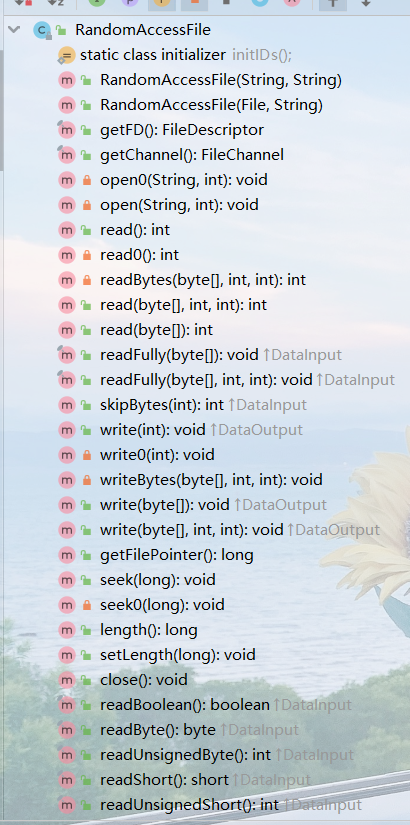 RandomAccessFile
static class initializer initIDs();
RandomAccessFile(String, String)
RandomAccessFile(File, String)
getFD(): FileDescriptor
getChannel(): FileChannel
open0(String, int): void
open(String, int): void
read(): int
read0(): int
readBytes(byte[], int, int): int
read(byte[], int, int): int
read(byte[]): int
readFully(byte[]): void ↑DataInput
readFully(byte[], int, int): void ↑DataInput
skipBytes(int): int ↑DataInput
write(int): void ↑DataOutput
write0(int): void
writeBytes(byte[], int, int): void
write(byte[]): void ↑DataOutput
write(byte[], int, int): void ↑DataOutput
getFilePointer(): long
seek(long): void
seek0(long): void
length(): long
setLength(long): void
close(): void
readBoolean(): boolean ↑DataInput
readByte(): byte ↑DataInput
readUnsignedByte(): int ↑DataInput
readShort(): short ↑DataInput
readUnsignedShort(): int ↑DataInput